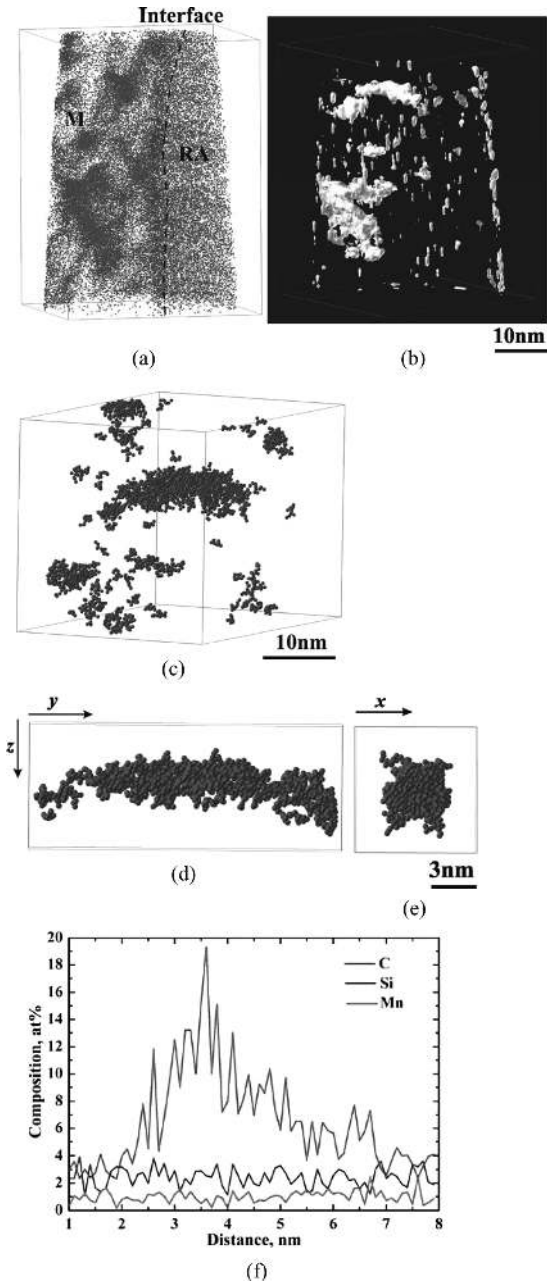 Interface
M
RA
10nm
(a)
(b)
10nm
(c)
y
x
z
(d)
3nm
(e)
20
18
16
14
12
10
8
6
4
2
0
C
Si
Mn
Composition, at%
1 2 3 4 5 6 7 8
Distance, nm
(f)